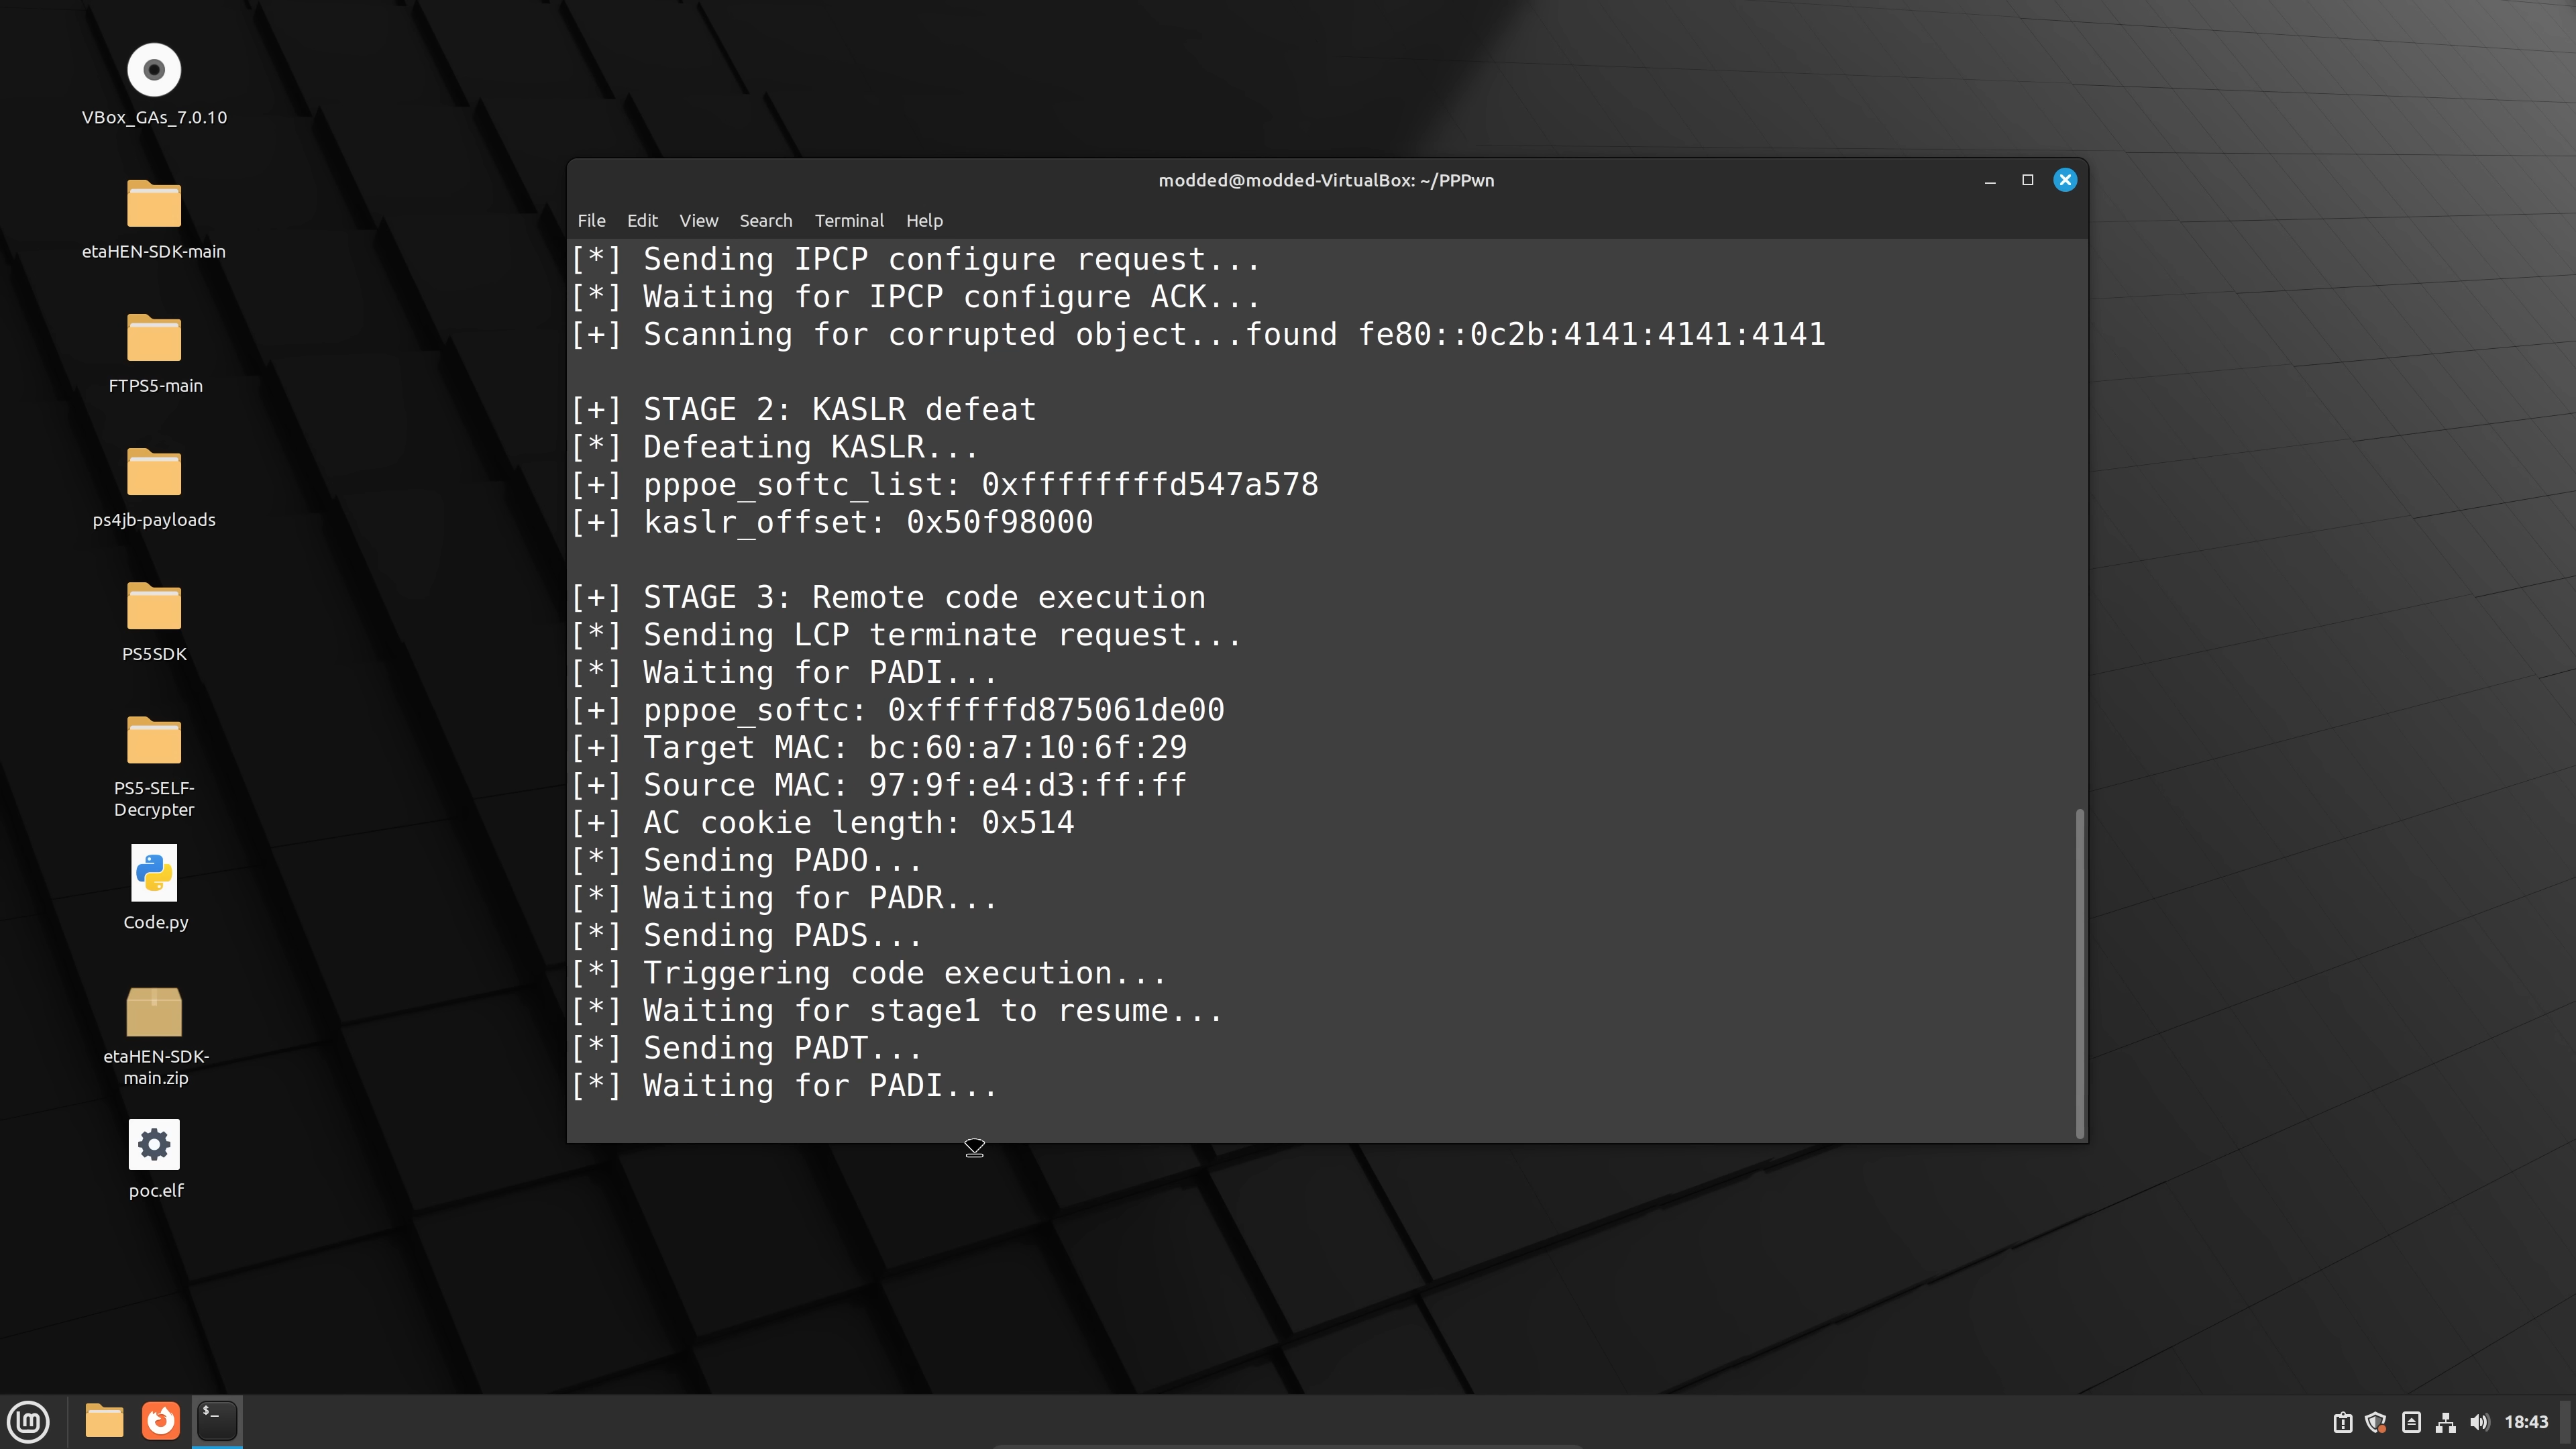 VBox_GAs_7.0.10
etaHEN-SDK-main
FTPS5-main
ps4jb-payloads
PS5SDK
PS5-SELF-
Decrypter
Code.py
etaHEN-SDK-
main.zip
poc.elf
modded@modded-VirtualBox: ~/PPPwn
File Edit View Search Terminal Help
[*] Sending IPCP configure request...
[*] Waiting for IPCP configure ACK...
[+] Scanning for corrupted object...found fe80::0c2b:4141:4141:4141
[+] STAGE 2: KASLR defeat
[*] Defeating KASLR...
[+] pppoe_softc_list: 0xffffffffd547a578
[+] kaslr_offset: 0x50f98000
[+] STAGE 3: Remote code execution
[*] Sending LCP terminate request...
[*] Waiting for PADI...
[+] pppoe_softc: 0xfffffd875061de00
[+] Target MAC: bc:60:a7:10:6f:29
[+] Source MAC: 97:9f:e4:d3:ff:ff
[+] AC cookie length: 0x514
[*] Sending PADO...
[*] Waiting for PADR...
[*] Sending PADS...
[*] Triggering code execution...
[*] Waiting for stage1 to resume...
[*] Sending PADT...
[*] Waiting for PADI...
$_
18:43